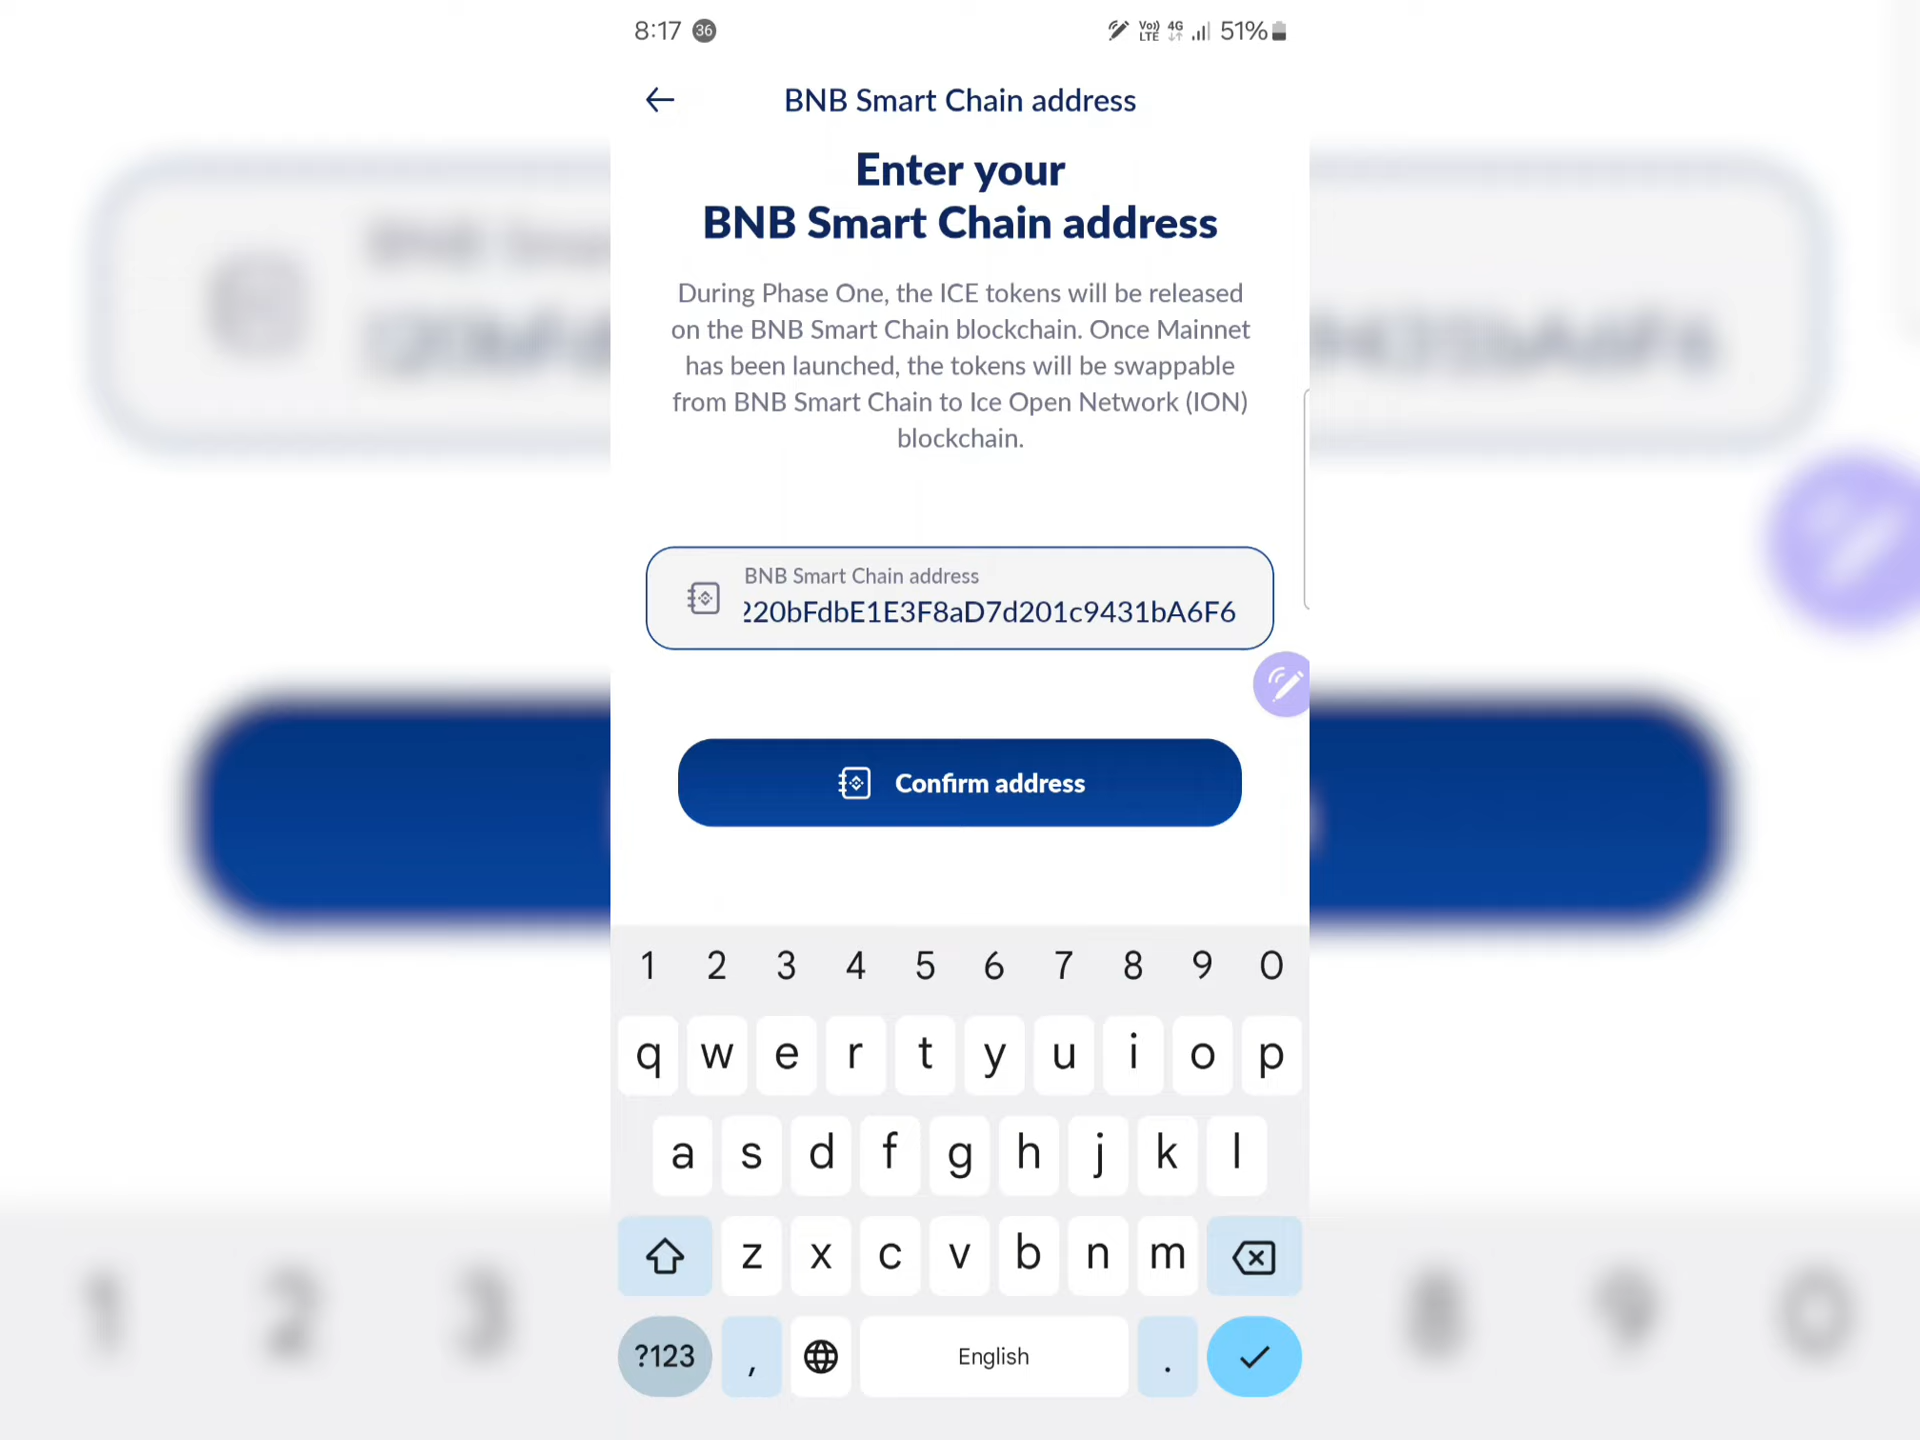 8:17 36 Vo)) LTE 4G 51%
BNB Smart Chain address
Enter your
BNB Smart Chain address
During Phase One, the ICE tokens will be released
on the BNB Smart Chain blockchain. Once Mainnet
has been launched, the tokens will be swappable
from BNB Smart Chain to Ice Open Network (ION)
blockchain.
BNB Smart Chain address
220bFdbE1E3F8aD7d201c9431bA6F6
Confirm address
1 2 3 4 5 6 7 8 9 0
q w e r t y u i o p
a s d f g h j k l
z x c v b n m
?123 , English .